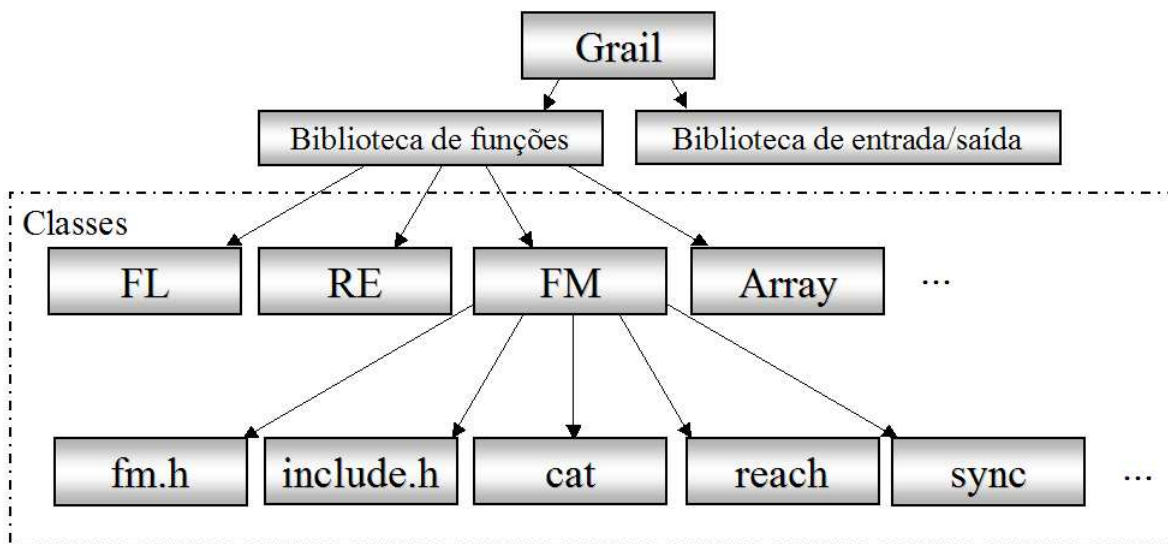 Grail
Biblioteca de funções
Biblioteca de entrada/saída
Classes
FL
RE
FM
Array
...
fm.h
include.h
cat
reach
sync
...